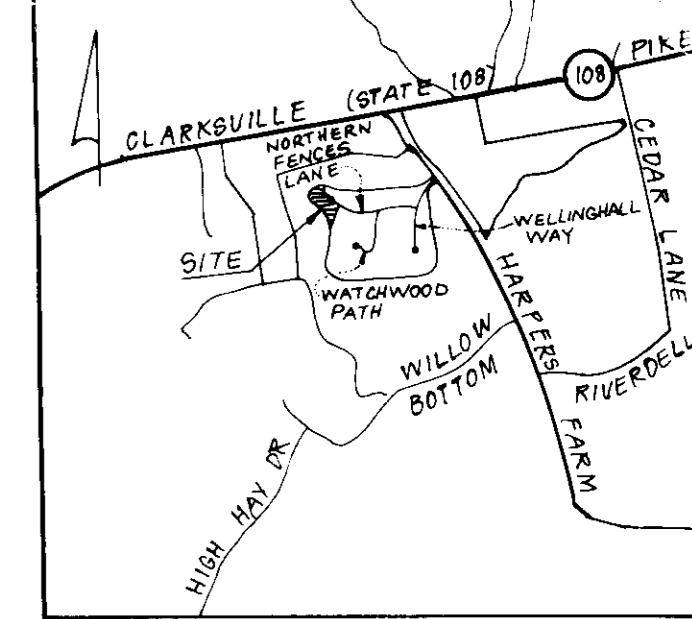 CLARKSVILLE (STATE 108) PIKE
108
NORTHERN
FENCES
LANE
CEDAR LANE
WELLINGHALL
WAY
SITE
WATCHWOOD
PATH
HARPERS FARM
WILLOW
BOTTOM
RIVERDELL
HIGH HAY DR